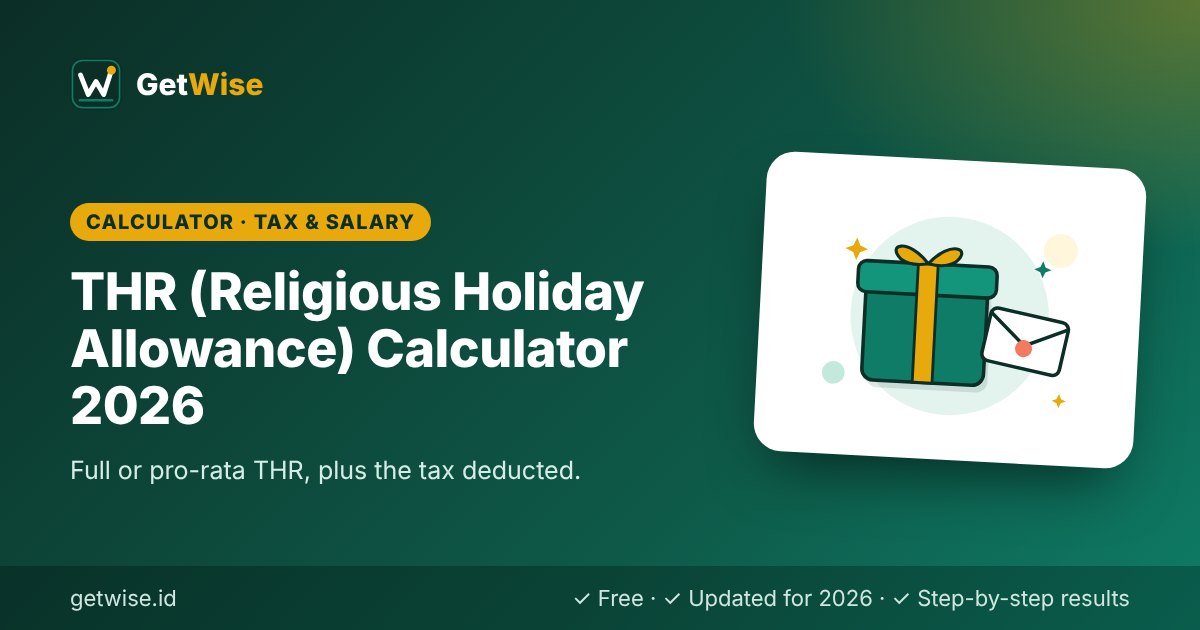 GetWise
CALCULATOR · TAX & SALARY
THR (Religious Holiday
Allowance) Calculator
2026
Full or pro-rata THR, plus the tax deducted.
getwise.id
✓ Free · ✓ Updated for 2026 · ✓ Step-by-step results